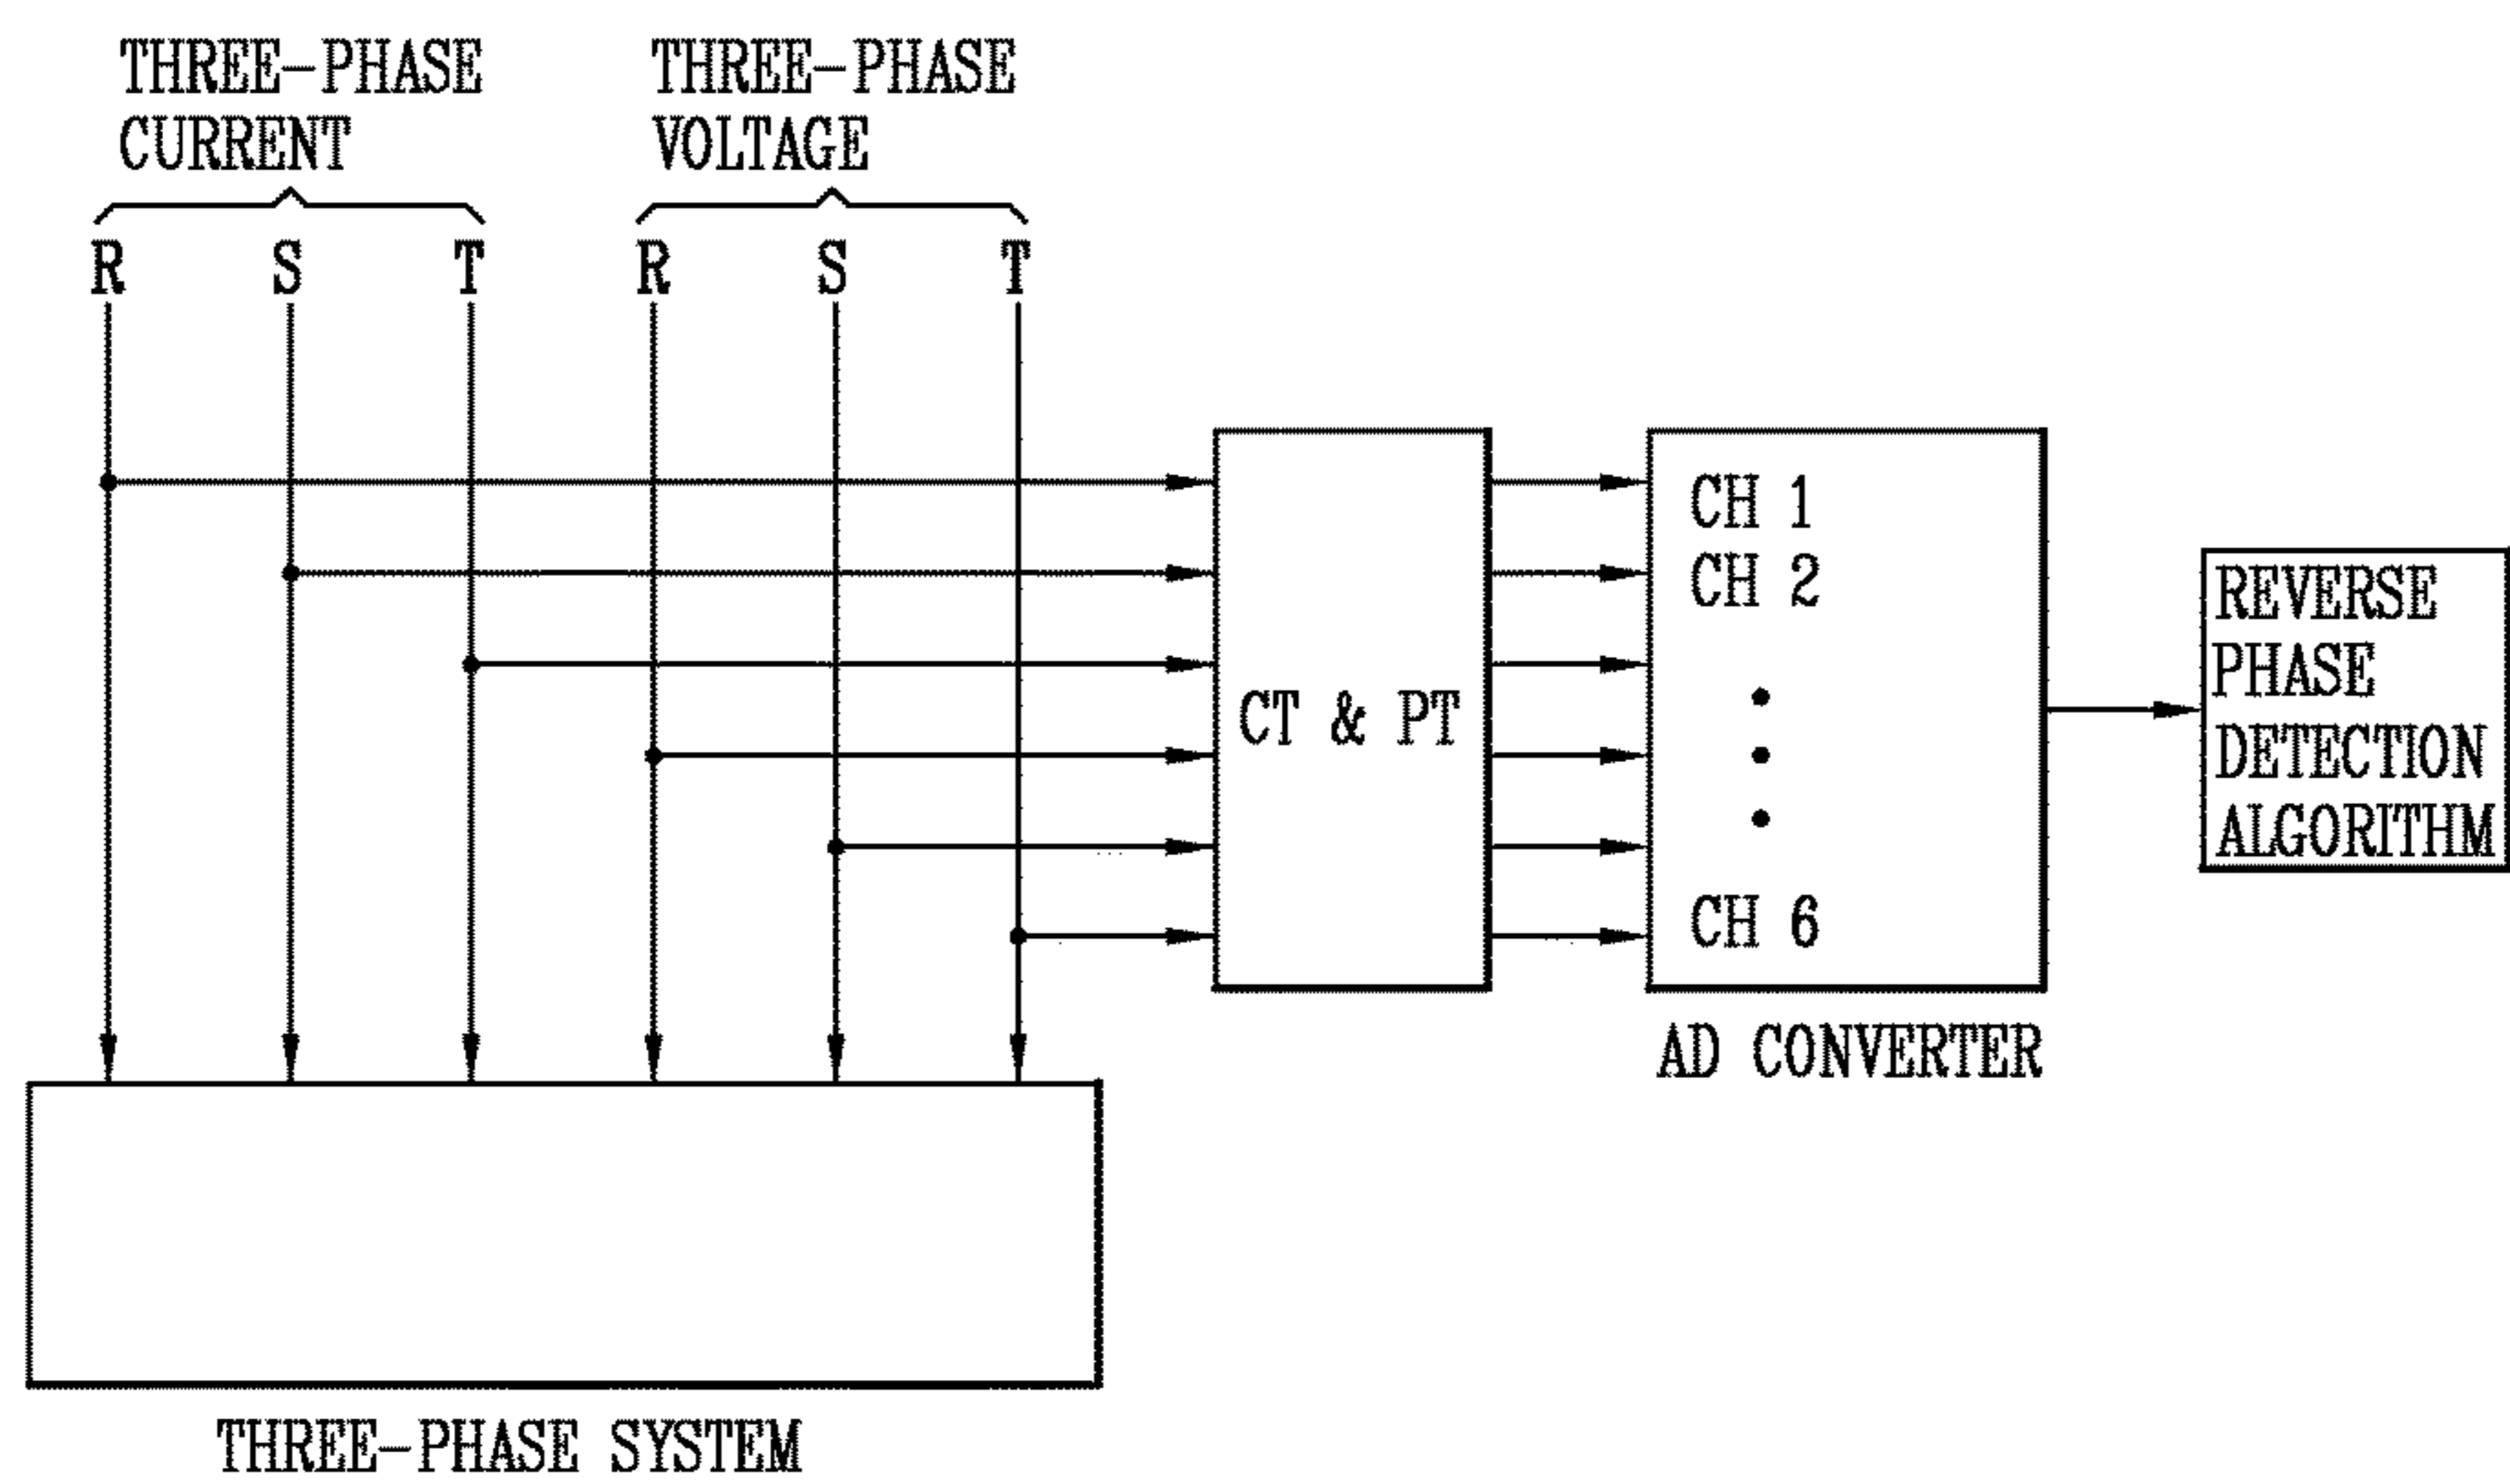 THREE-PHASE
CURRENT
THREE-PHASE
VOLTAGE
R S T R S T
CH 1
CH 2
CT & PT
CH 6
AD CONVERTER
REVERSE
PHASE
DETECTION
ALGORITHM
THREE-PHASE SYSTEM